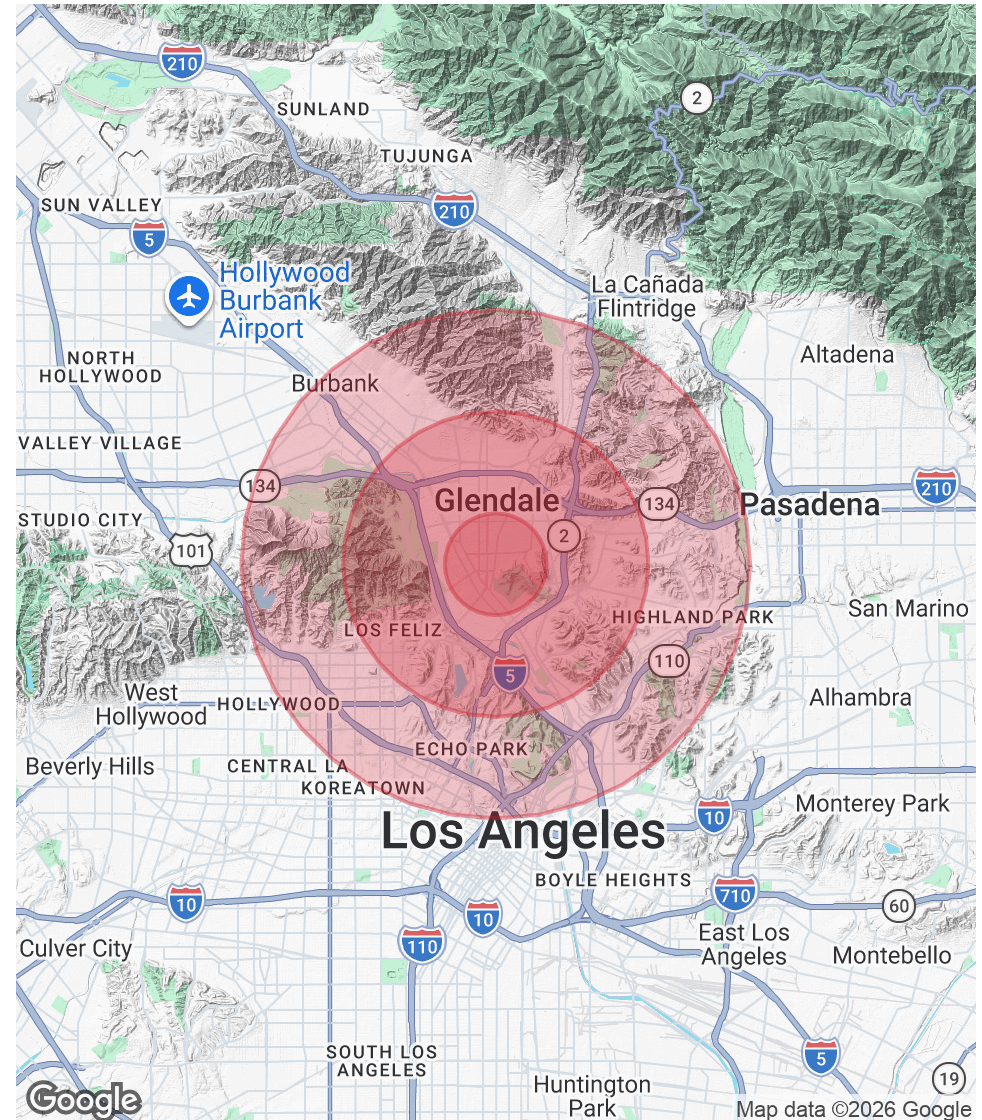 210
SUNLAND
2
TUJUNGA
SUN VALLEY
210
5
Hollywood
Burbank
Airport
La Cañada
Flintridge
NORTH
HOLLYWOOD
Altadena
Burbank
VALLEY VILLAGE
134
Glendale
134
Pasadena
210
STUDIO CITY
101
2
San Marino
HIGHLAND PARK
LOS FELIZ
110
5
West
Hollywood
HOLLYWOOD
Alhambra
ECHO PARK
Beverly Hills
CENTRAL LA
KOREATOWN
Los Angeles
10
Monterey Park
BOYLE HEIGHTS
710
10
10
60
110
East Los
Angeles
Culver City
Montebello
SOUTH LOS
ANGELES
5
19
Huntington
Park
Google
Map data ©2026 Google